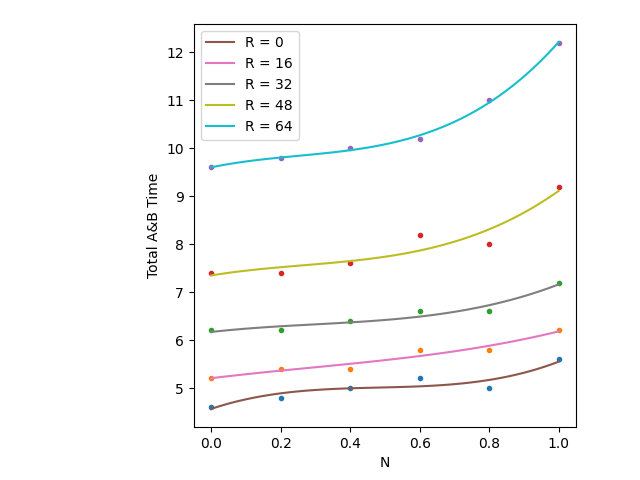 R = 0
R = 16
R = 32
R = 48
R = 64
12
11
10
9
8
7
6
5
Total A&B Time
0.0 0.2 0.4 0.6 0.8 1.0
N